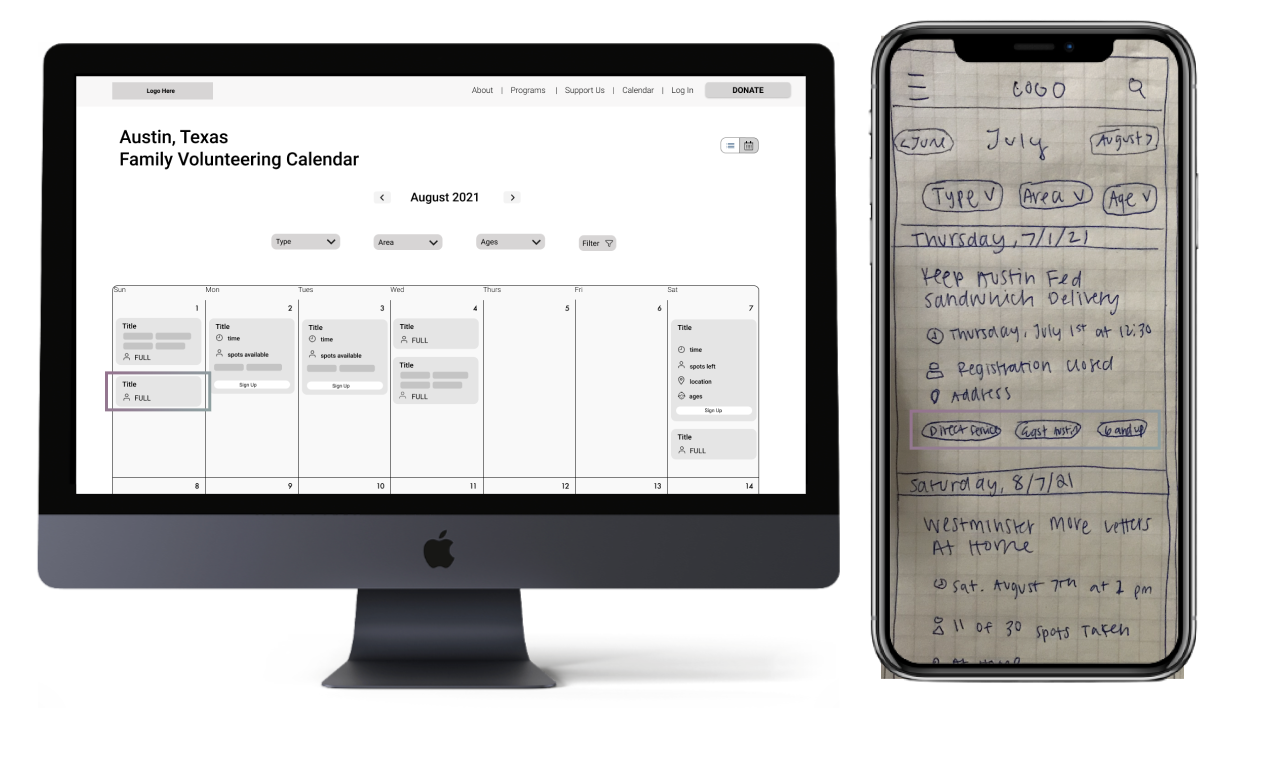 Logo Here
About | Programs | Support Us | Calendar | Log In DONATE
Austin, Texas
Family Volunteering Calendar
< August 2021 >
Type Area Ages Filter
Sun Mon Tues Wed Thurs Fri Sat
1 2 3 4 5 6 7
Title
FULL
Title
FULL
Title
time
spots available
Sign Up
Title
time
spots available
Sign Up
Title
FULL
Title
FULL
Title
time
spots left
location
ages
Sign Up
Title
FULL
8 9 10 11 12 13 14
LOGO
<June July August>
Type Area Age
Thursday, 7/1/21
Keep Austin Fed
Sandwhich Delivery
Thursday, July 1st at 12:30
Registration Closed
Address
Direct Service East Aust 6 and up
Saturday, 8/7/21
Westminster More Letters
At Home
Sat. August 7th at 1 pm
11 of 30 spots Taken
At Home